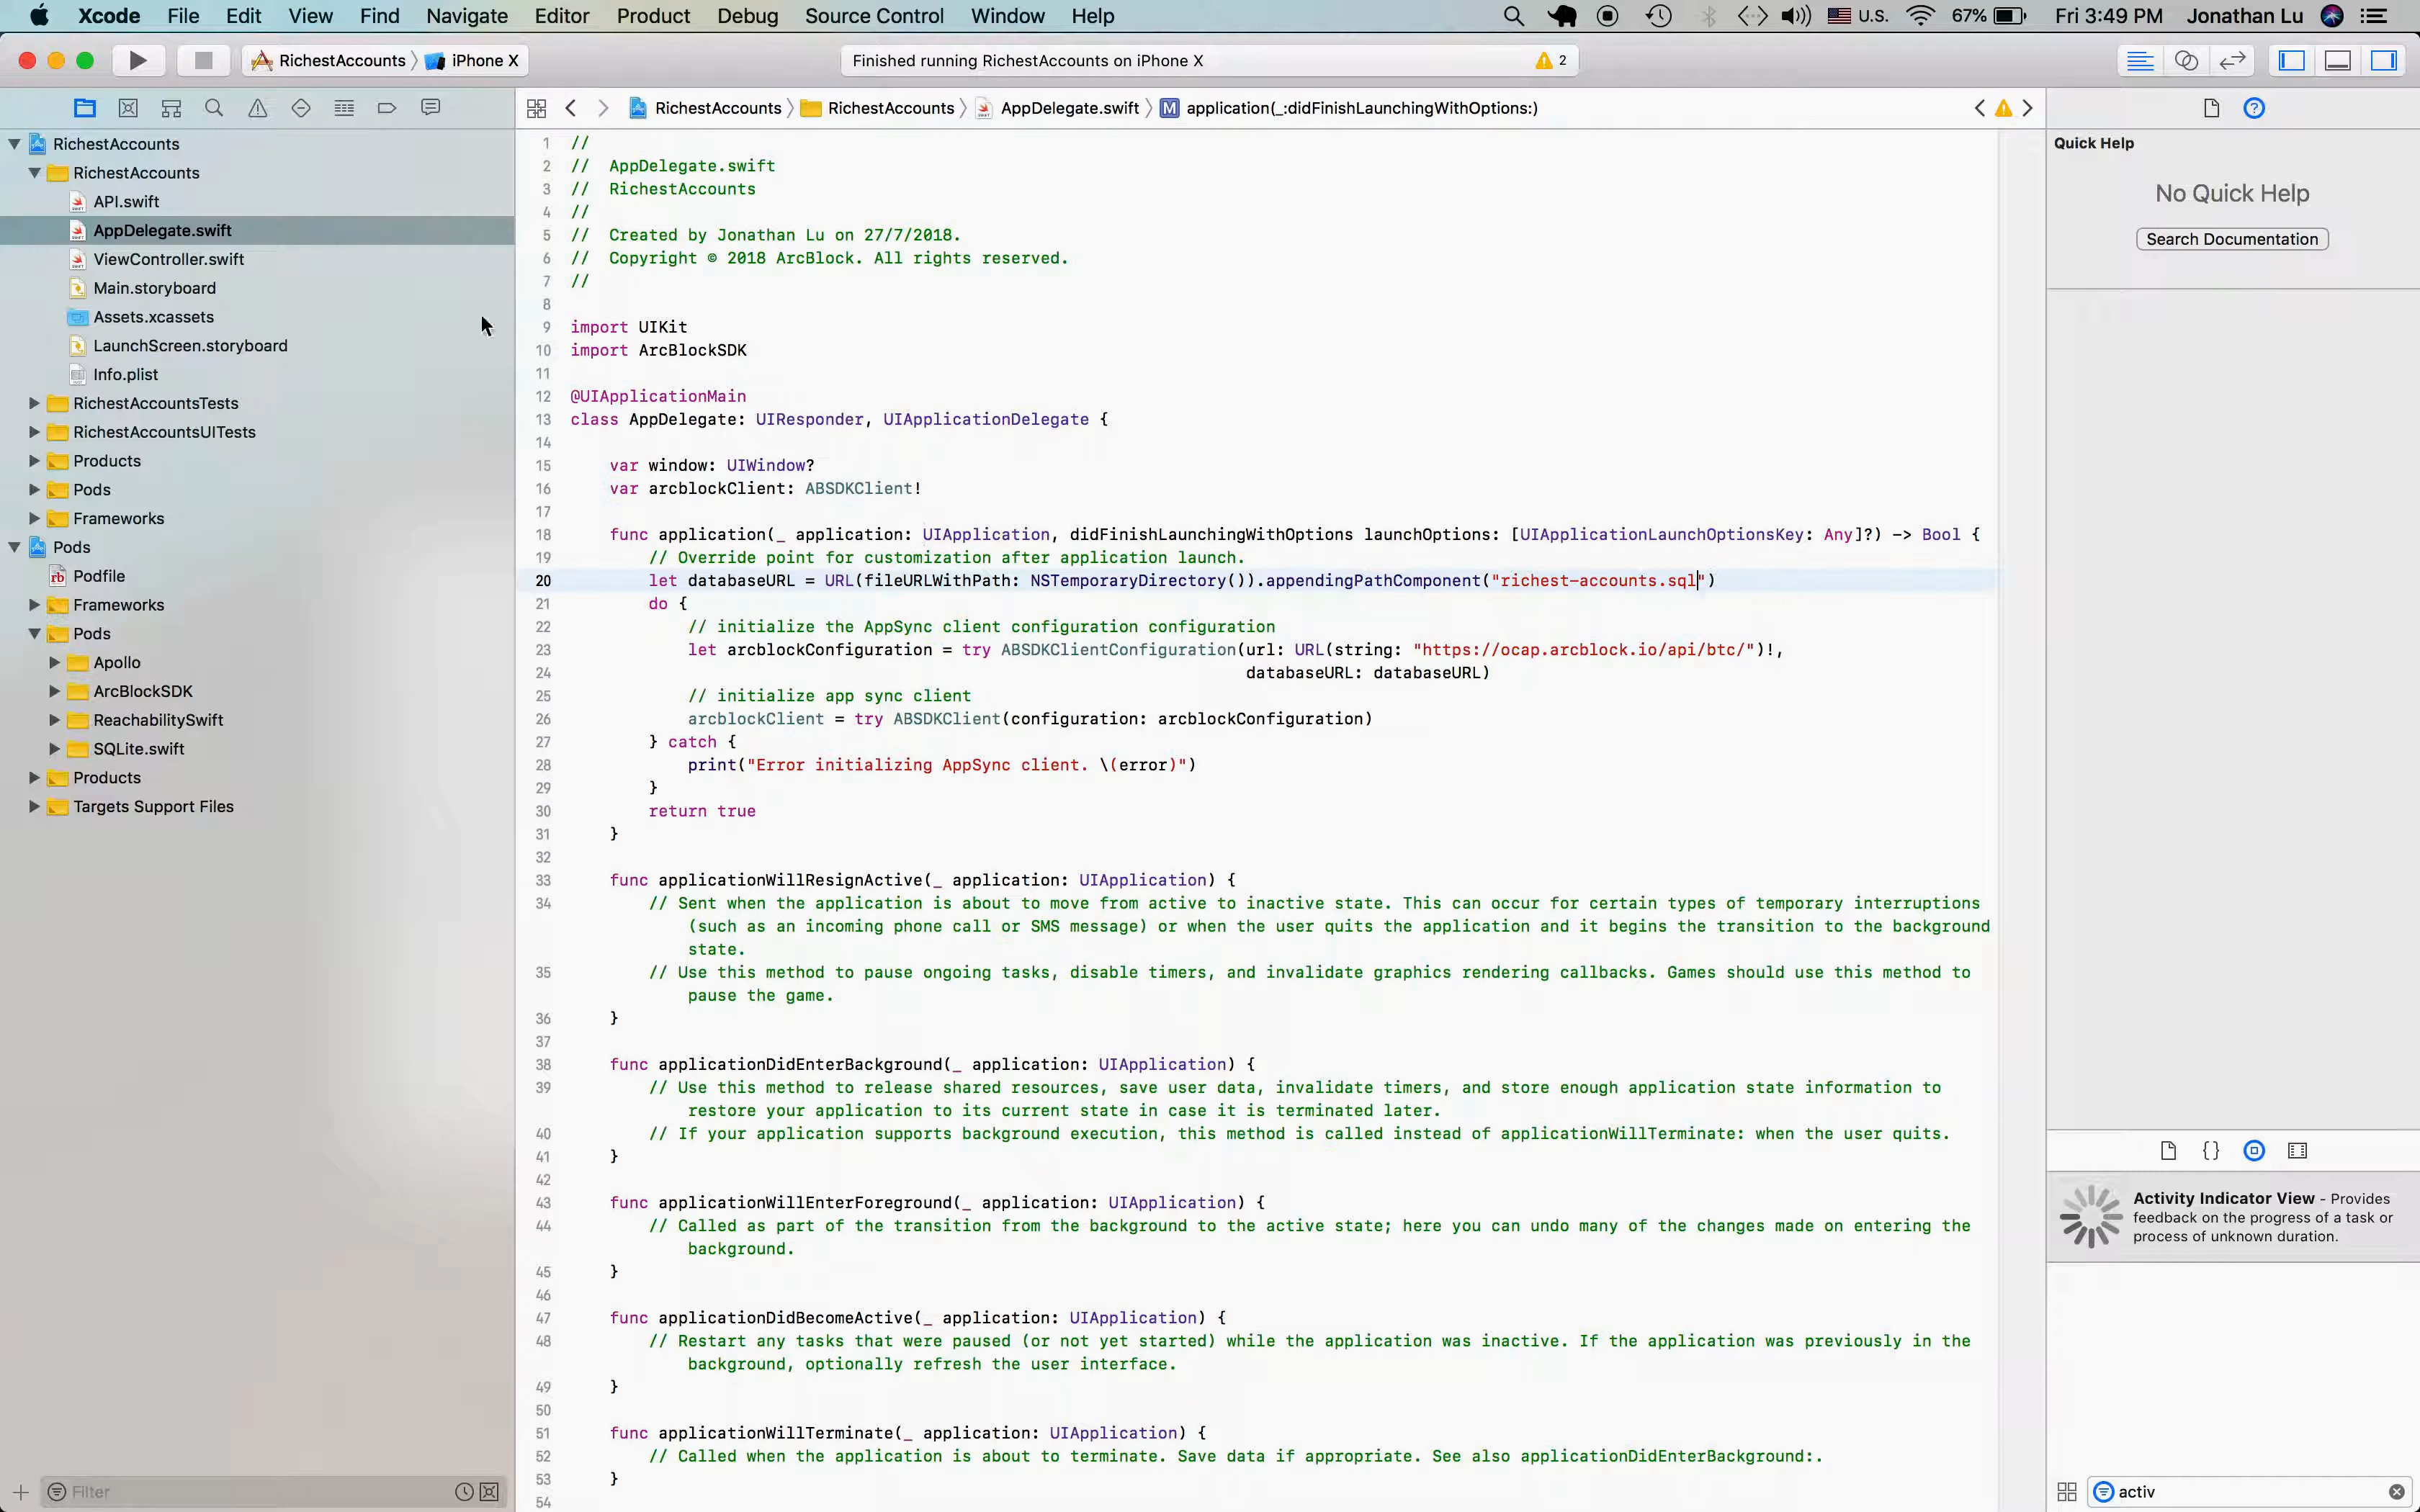 Xcode File Edit View Find Navigate Editor Product Debug Source Control Window Help U.S. 67% Fri 3:49 PM Jonathan Lu
RichestAccounts iPhone X
Finished running RichestAccounts on iPhone X
2
RichestAccounts
RichestAccounts
API.swift
AppDelegate.swift
ViewController.swift
Main.storyboard
Assets.xcassets
LaunchScreen.storyboard
Info.plist
RichestAccountsTests
RichestAccountsUITests
Products
Pods
Frameworks
Pods
Podfile
Frameworks
Pods
Apollo
ArcBlockSDK
ReachabilitySwift
SQLite.swift
Products
Targets Support Files
Filter
RichestAccounts RichestAccounts AppDelegate.swift M application(_:didFinishLaunchingWithOptions:)
1 //
2 // AppDelegate.swift
3 // RichestAccounts
4 //
5 // Created by Jonathan Lu on 27/7/2018.
6 // Copyright © 2018 ArcBlock. All rights reserved.
7 //
8
9 import UIKit
10 import ArcBlockSDK
11
12 @UIApplicationMain
13 class AppDelegate: UIResponder, UIApplicationDelegate {
14
15 var window: UIWindow?
16 var arcblockClient: ABSDKClient!
17
18 func application(_ application: UIApplication, didFinishLaunchingWithOptions launchOptions: [UIApplicationLaunchOptionsKey: Any]?) -> Bool {
19 // Override point for customization after application launch.
20 let databaseURL = URL(fileURLWithPath: NSTemporaryDirectory()).appendingPathComponent("richest-accounts.sql")
21 do {
22 // initialize the AppSync client configuration configuration
23 let arcblockConfiguration = try ABSDKClientConfiguration(url: URL(string: "https://ocap.arcblock.io/api/btc/")!,
24 databaseURL: databaseURL)
25 // initialize app sync client
26 arcblockClient = try ABSDKClient(configuration: arcblockConfiguration)
27 } catch {
28 print("Error initializing AppSync client. \(error)")
29 }
30 return true
31 }
32
33 func applicationWillResignActive(_ application: UIApplication) {
34 // Sent when the application is about to move from active to inactive state. This can occur for certain types of temporary interruptions
(such as an incoming phone call or SMS message) or when the user quits the application and it begins the transition to the background
state.
35 // Use this method to pause ongoing tasks, disable timers, and invalidate graphics rendering callbacks. Games should use this method to
pause the game.
36 }
37
38 func applicationDidEnterBackground(_ application: UIApplication) {
39 // Use this method to release shared resources, save user data, invalidate timers, and store enough application state information to
restore your application to its current state in case it is terminated later.
40 // If your application supports background execution, this method is called instead of applicationWillTerminate: when the user quits.
41 }
42
43 func applicationWillEnterForeground(_ application: UIApplication) {
44 // Called as part of the transition from the background to the active state; here you can undo many of the changes made on entering the
background.
45 }
46
47 func applicationDidBecomeActive(_ application: UIApplication) {
48 // Restart any tasks that were paused (or not yet started) while the application was inactive. If the application was previously in the
background, optionally refresh the user interface.
49 }
50
51 func applicationWillTerminate(_ application: UIApplication) {
52 // Called when the application is about to terminate. Save data if appropriate. See also applicationDidEnterBackground:.
53 }
54
Quick Help
No Quick Help
Search Documentation
Activity Indicator View - Provides
feedback on the progress of a task or
process of unknown duration.
activ